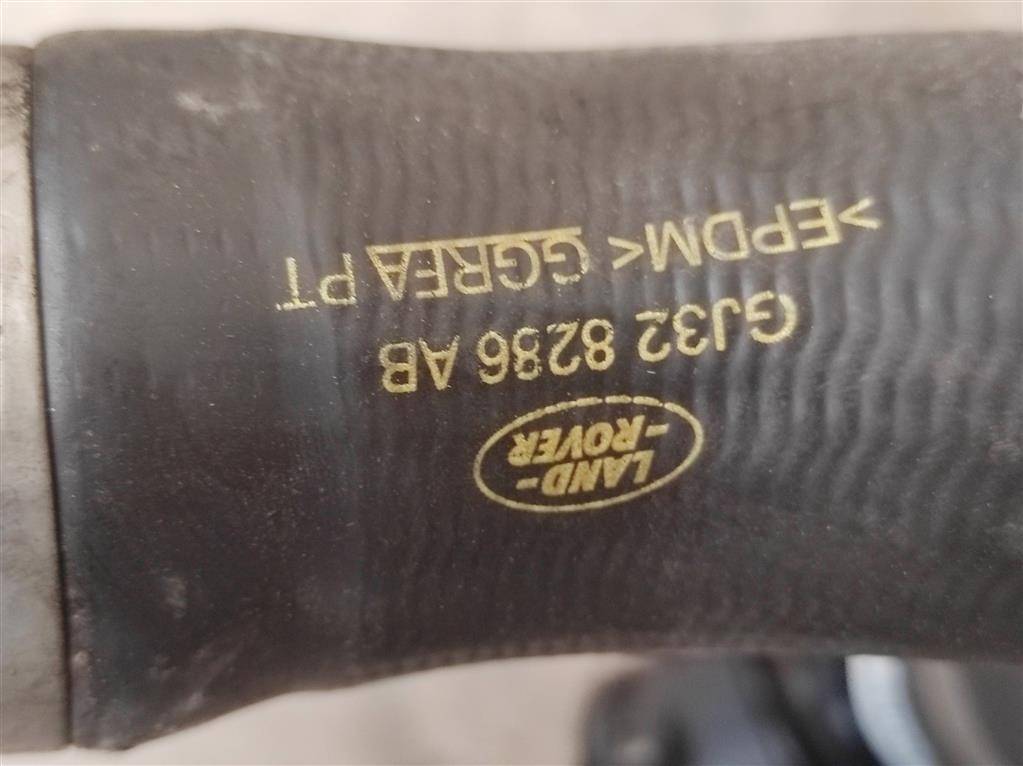 LAND-
-ROVER
GJ32 8286 AB
>EPDM< GGREA PT